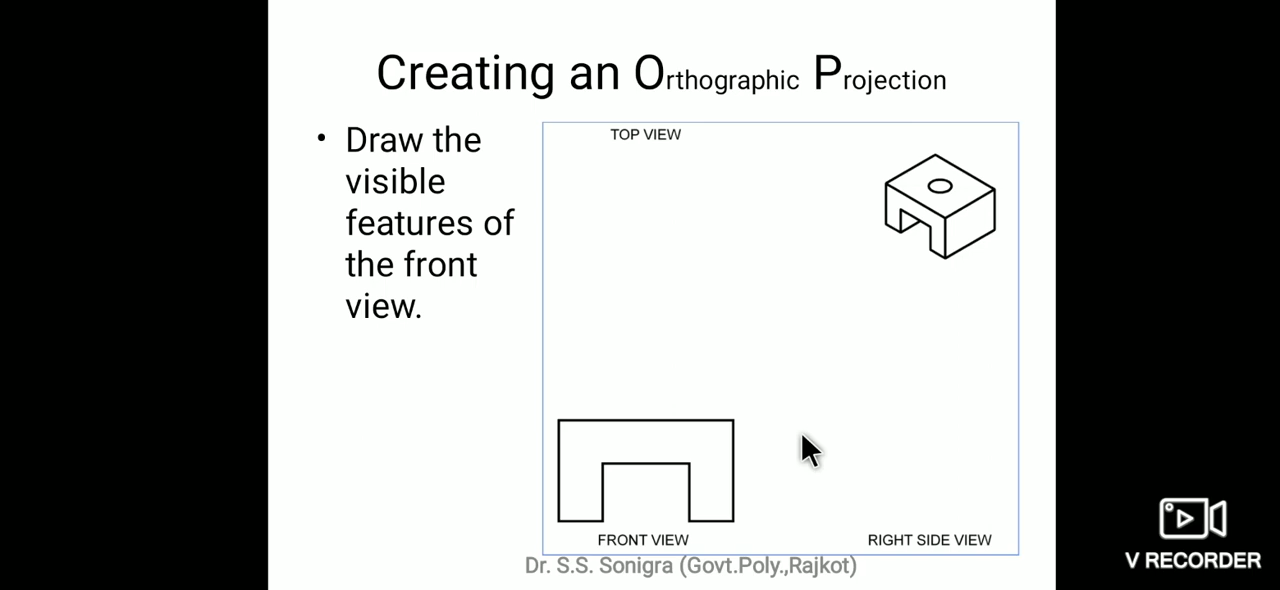 Creating an Orthographic Projection
• Draw the
visible
features of
the front
view.
TOP VIEW
FRONT VIEW
RIGHT SIDE VIEW
Dr. S.S. Sonigra (Govt.Poly.,Rajkot)
V RECORDER